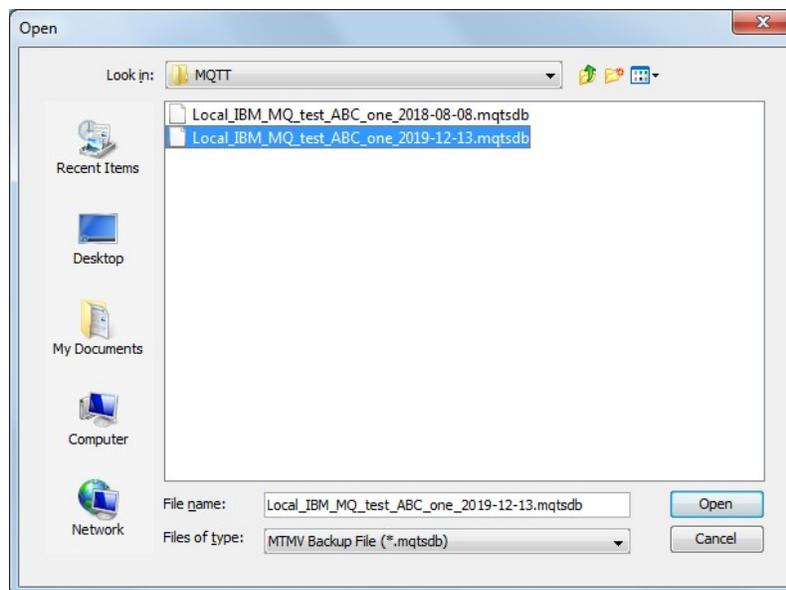 Open
Look in: MQTT
Local_IBM_MQ_test_ABC_one_2018-08-08.mqtsdb
Local_IBM_MQ_test_ABC_one_2019-12-13.mqtsdb
Recent Items
Desktop
My Documents
Computer
Network
File name: Local_IBM_MQ_test_ABC_one_2019-12-13.mqtsdb Open
Files of type: MTMV Backup File (*.mqtsdb) Cancel